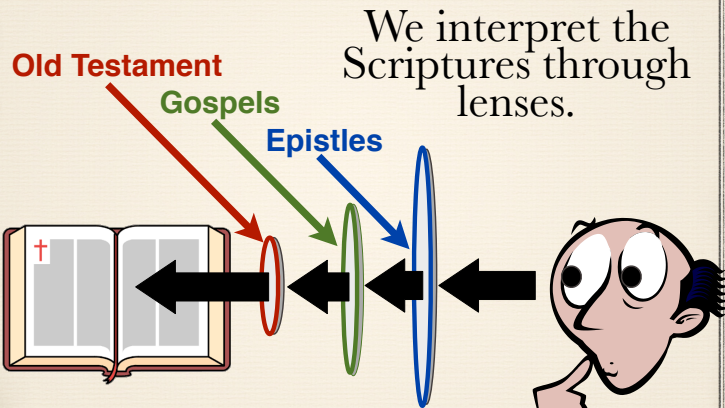 We interpret the
Scriptures through
lenses.
Old Testament
Gospels
Epistles